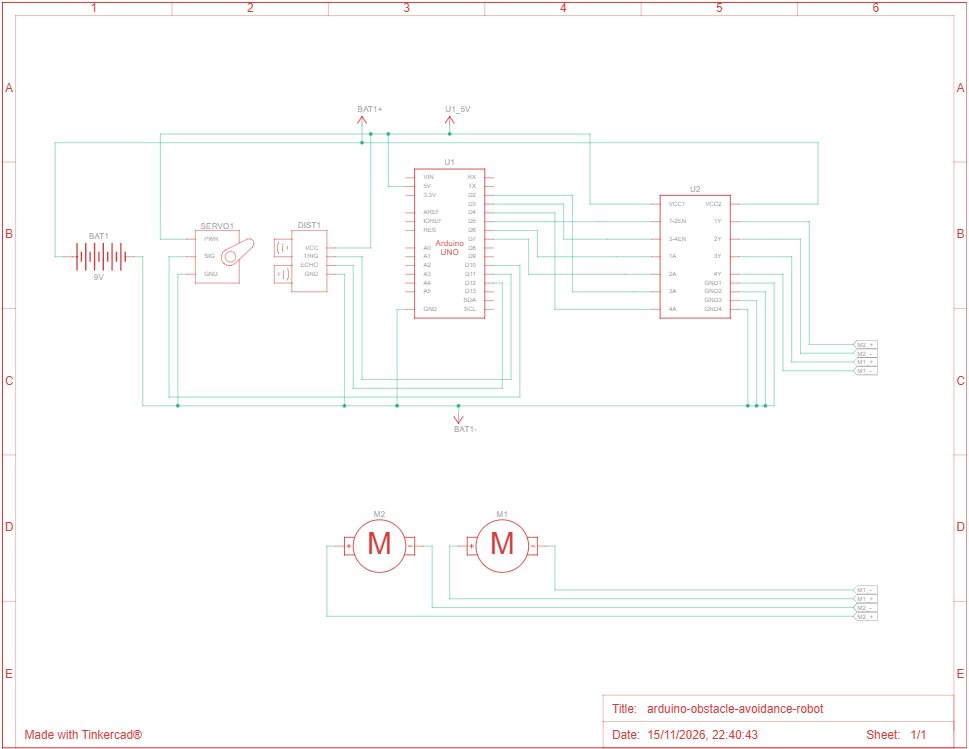 1 2 3 4 5 6
A A
BAT1+ U1_5V
U1
VIN RX
5V TX
3.3V D2
D3
AREF D4
IOREF D5
RES D6
D7
A0 D8
A1 D9
A2 D10
A3 D11
A4 D12
A5 D13
SDA
GND SCL
Arduino
UNO
U2
VCC1 VCC2
1-2EN 1Y
3-4EN 2Y
1A 3Y
2A 4Y
GND1
3A GND2
GND3
4A GND4
B B
BAT1
9V
SERVO1
PWR
SIG
GND
DIST1
VCC
TRIG
ECHO
GND
M2 +
M2 -
M1 +
M1 -
C C
BAT1-
M2 M1
D D
+ M - + M -
M1 -
M1 +
M2 -
M2 +
E E
Title: arduino-obstacle-avoidance-robot
Made with Tinkercad® Date: 15/11/2026, 22:40:43 Sheet: 1/1